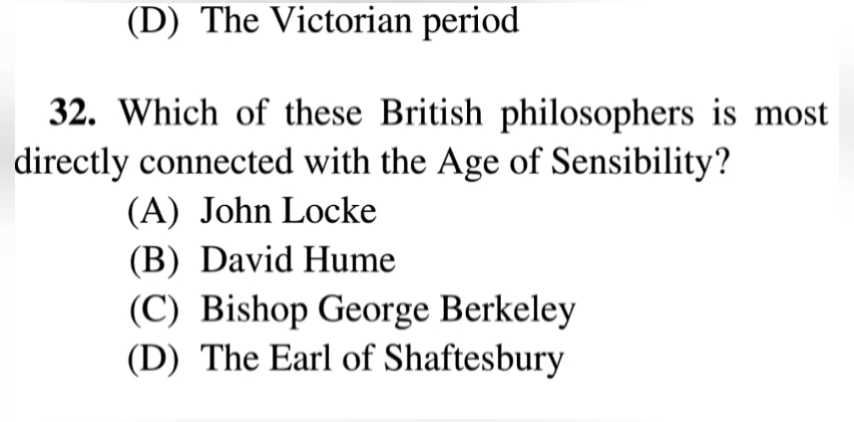 (D) The Victorian period
32. Which of these British philosophers is most
directly connected with the Age of Sensibility?
(A) John Locke
(B) David Hume
(C) Bishop George Berkeley
(D) The Earl of Shaftesbury